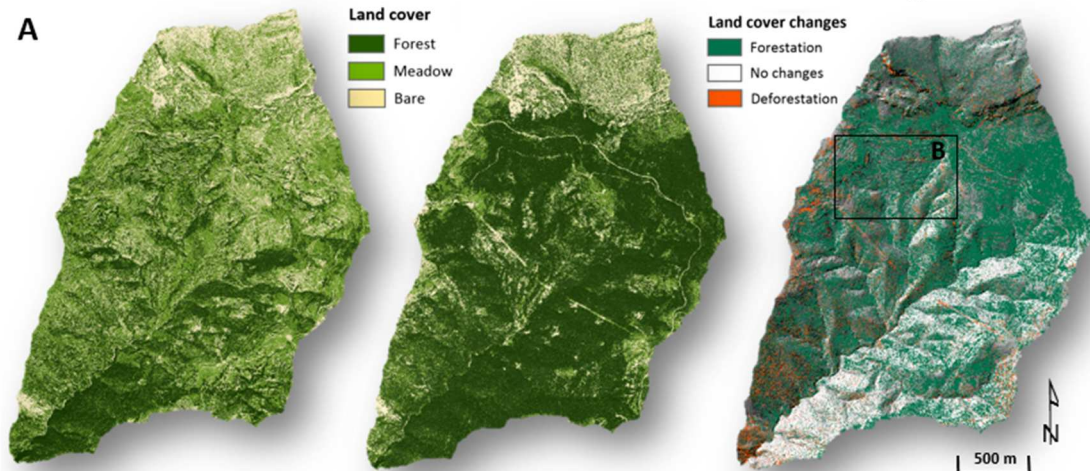 A
Land cover
Forest
Meadow
Bare
Land cover changes
Forestation
No changes
Deforestation
B
N
500 m